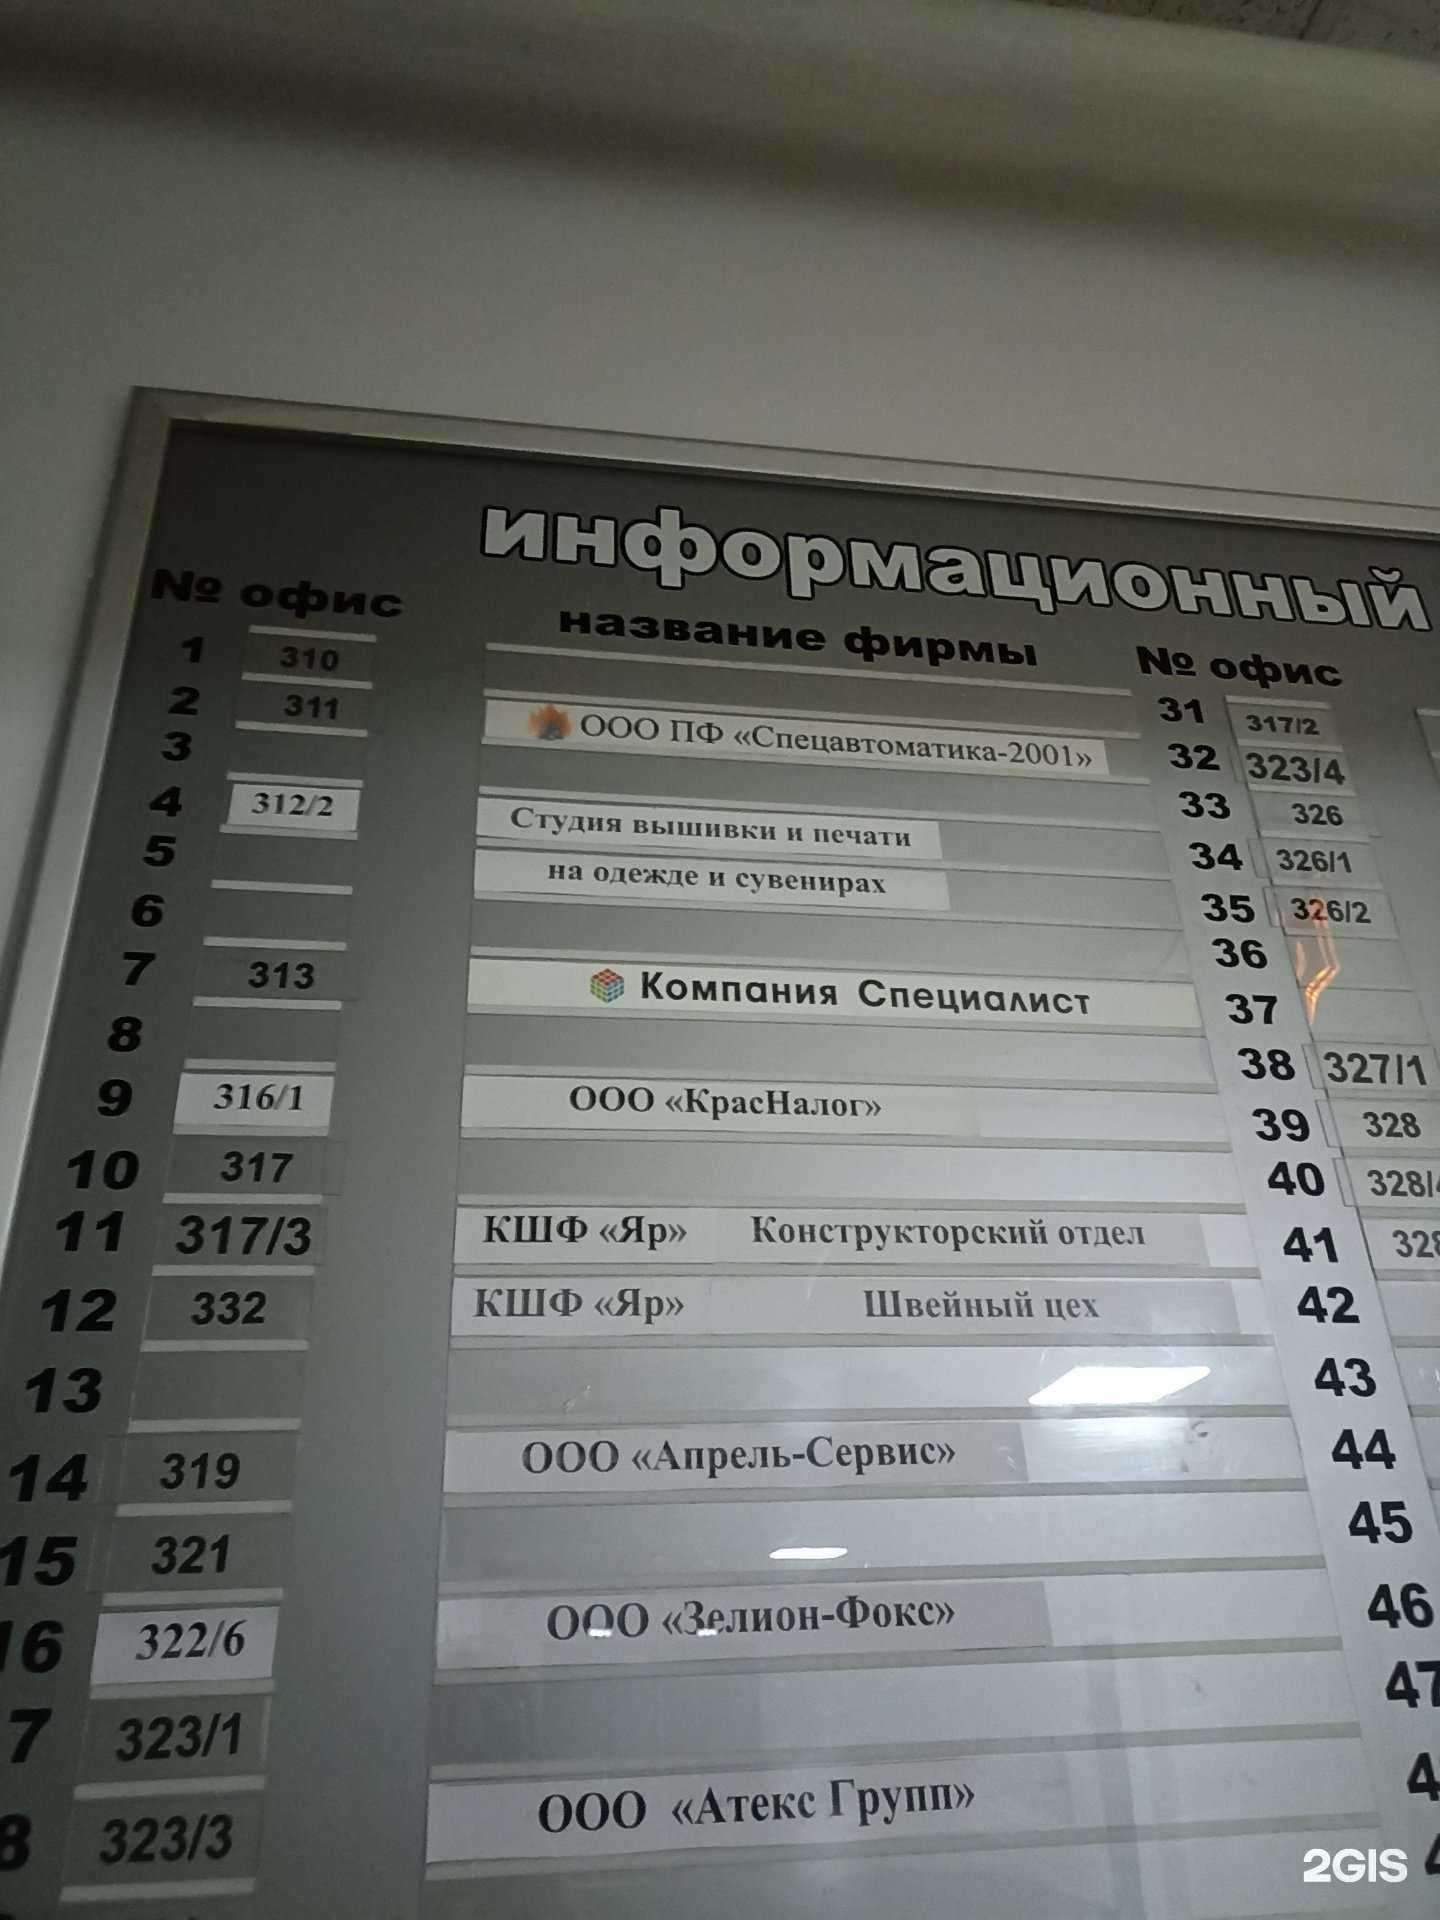 информационный
№ офис название фирмы № офис
1 310 31 317/2
2 311 ООО ПФ «Спецавтоматика-2001» 32 323/4
3 33 326
4 312/2 Студия вышивки и печати 34 326/1
5 на одежде и сувенирах 35 326/2
6 36
7 313 Компания Специалист 37
8 38 327/1
9 316/1 ООО «КрасНалог» 39 328
10 317 40
11 317/3 КШФ «Яр» Конструкторский отдел 41
12 332 КШФ «Яр» Швейный цех 42
13 43
14 319 ООО «Апрель-Сервис» 44
15 321 45
16 322/6 ООО «Зелион-Фокс» 46
7 323/1 47
8 323/3 ООО «Атекс Групп»
2GIS